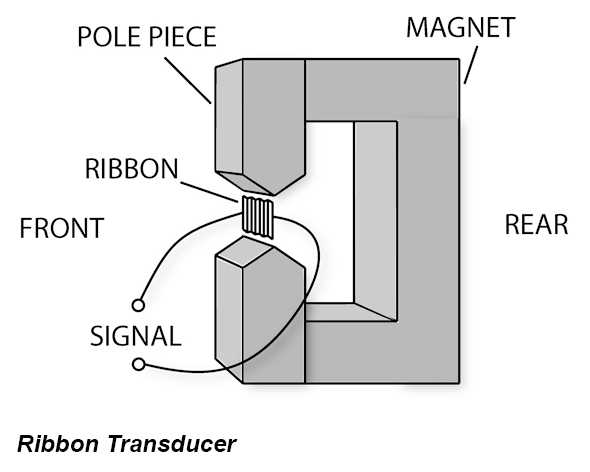 POLE PIECE
MAGNET
RIBBON
FRONT
REAR
SIGNAL
Ribbon Transducer